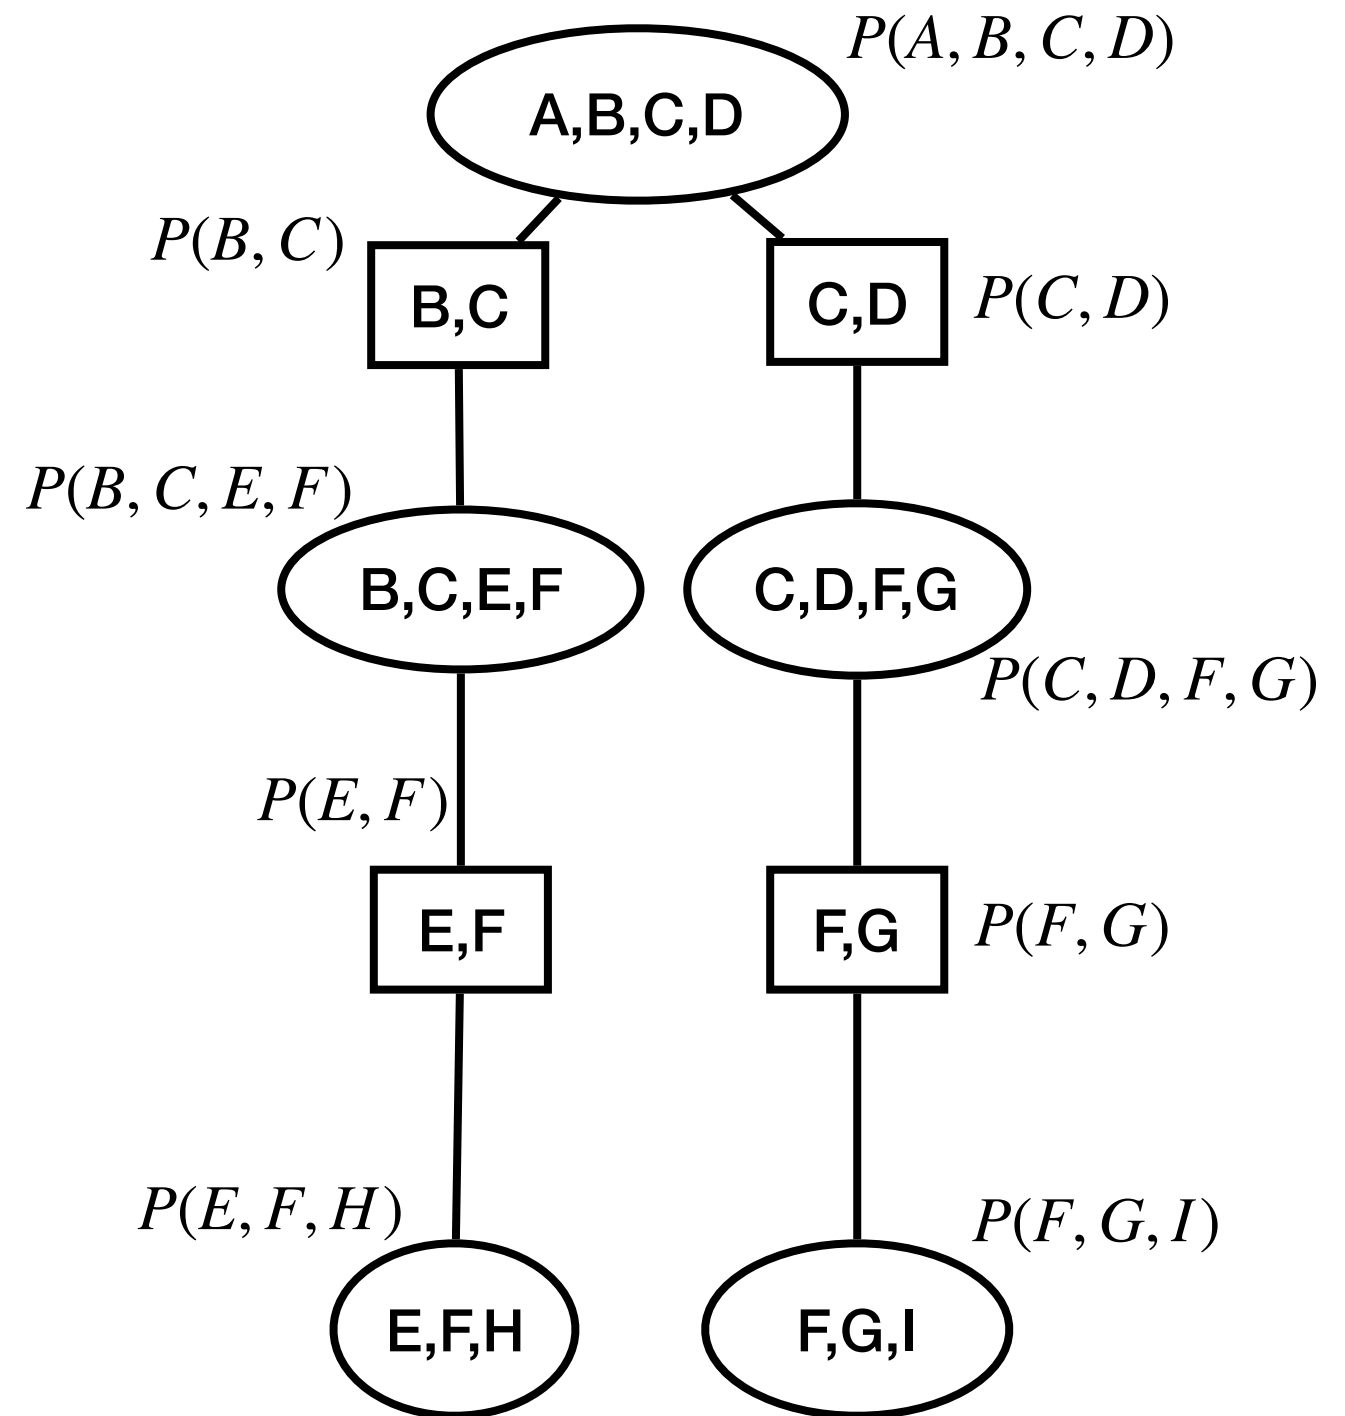 P(A, B, C, D)
A,B,C,D
P(B, C)
B,C
C,D
P(C, D)
P(B, C, E, F)
B,C,E,F
C,D,F,G
P(C, D, F, G)
P(E, F)
E,F
F,G
P(F, G)
P(E, F, H)
P(F, G, I)
E,F,H
F,G,I